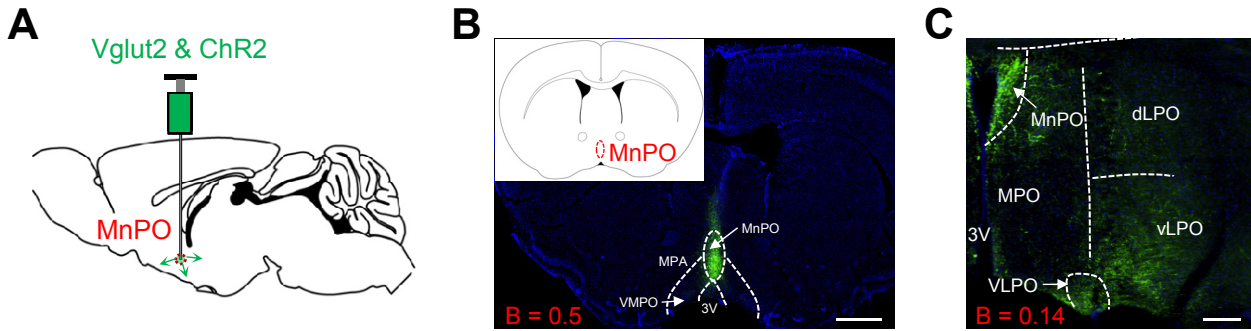 A
Vglut2 & ChR2
MnPO
B
MnPO
MnPO
MPA
VMPO
3V
B = 0.5
C
MnPO
dLPO
MPO
vLPO
3V
VLPO
B = 0.14